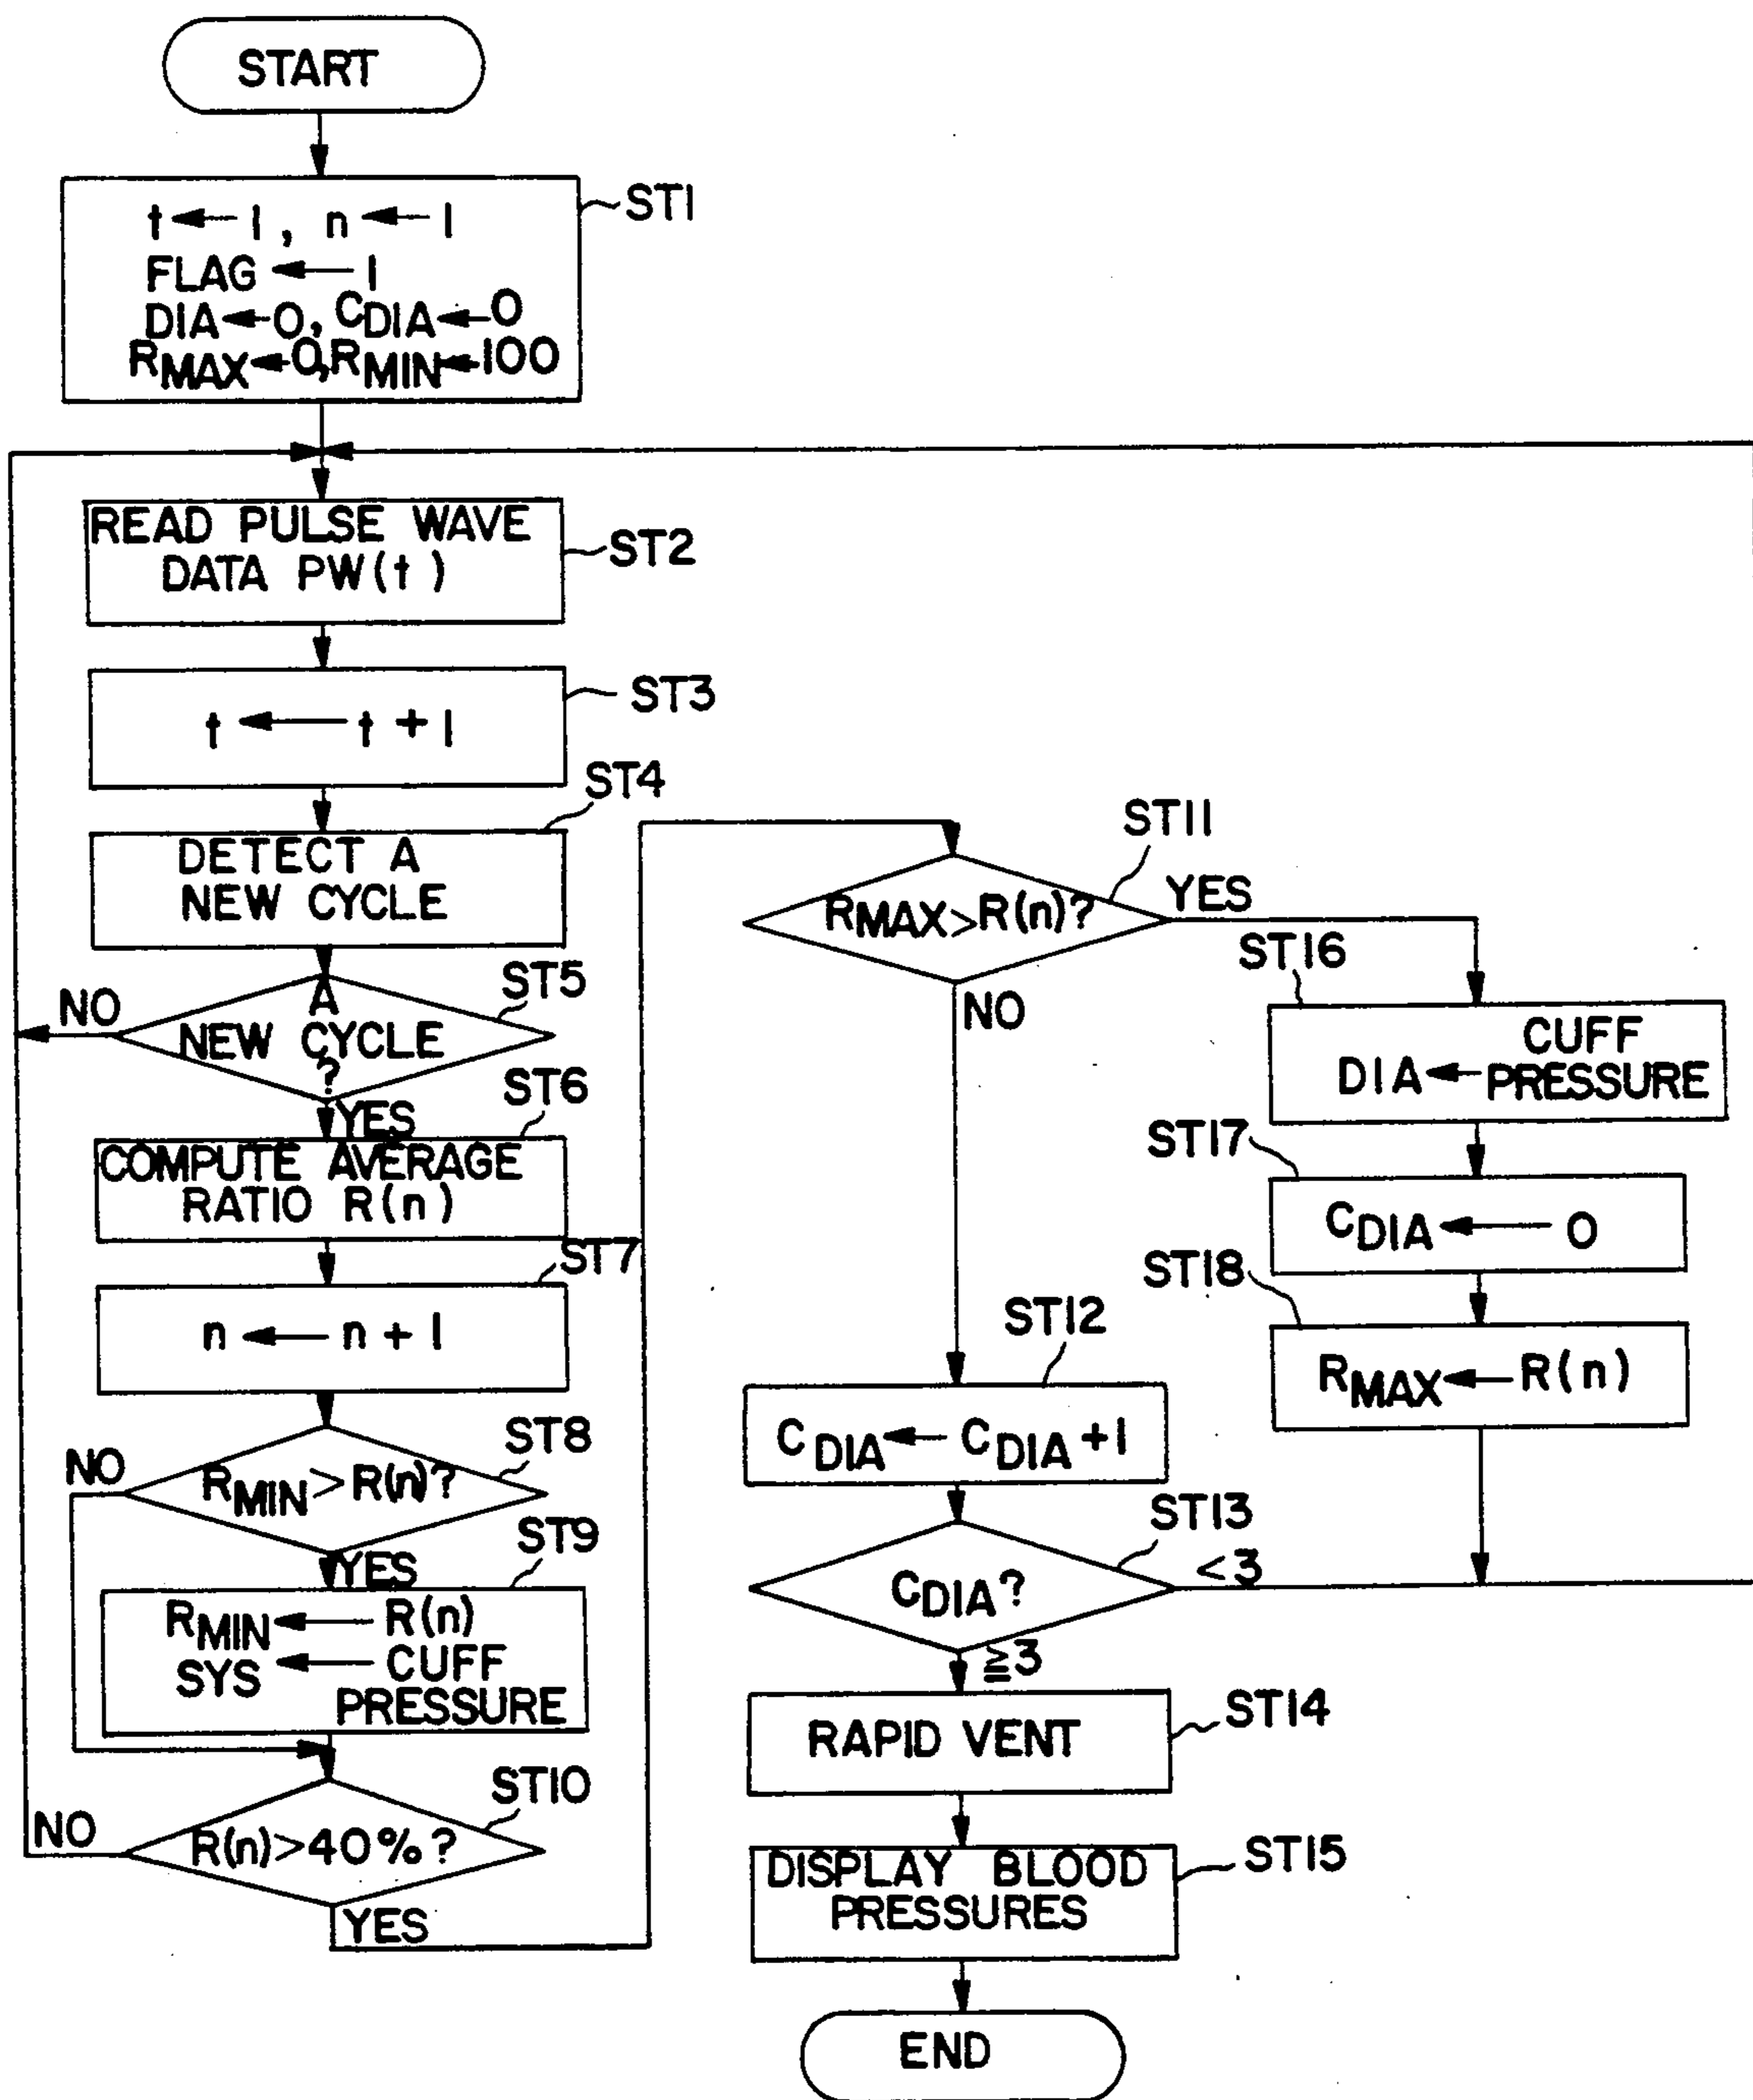 START
ST1
t ← 1, n ← 1
FLAG ← 1
DIA←0, CDIA←0
RMAX←0,RMIN←100
READ PULSE WAVE
DATA PW(t)
ST2
t ← t + 1
ST3
ST4
DETECT A
NEW CYCLE
ST5
NO
A
NEW CYCLE
?
YES
ST6
COMPUTE AVERAGE
RATIO R(n)
ST7
n ← n + 1
ST8
NO
RMIN>R(n)?
YES
ST9
RMIN ← R(n)
SYS ← CUFF
PRESSURE
ST10
NO
R(n)>40%?
YES
ST11
RMAX>R(n)?
YES
NO
ST12
CDIA ← CDIA+1
ST13
CDIA?
<3
≧3
RAPID VENT
ST14
DISPLAY BLOOD
PRESSURES
ST15
END
ST16
CUFF
DIA ← PRESSURE
ST17
CDIA ← 0
ST18
RMAX ← R(n)